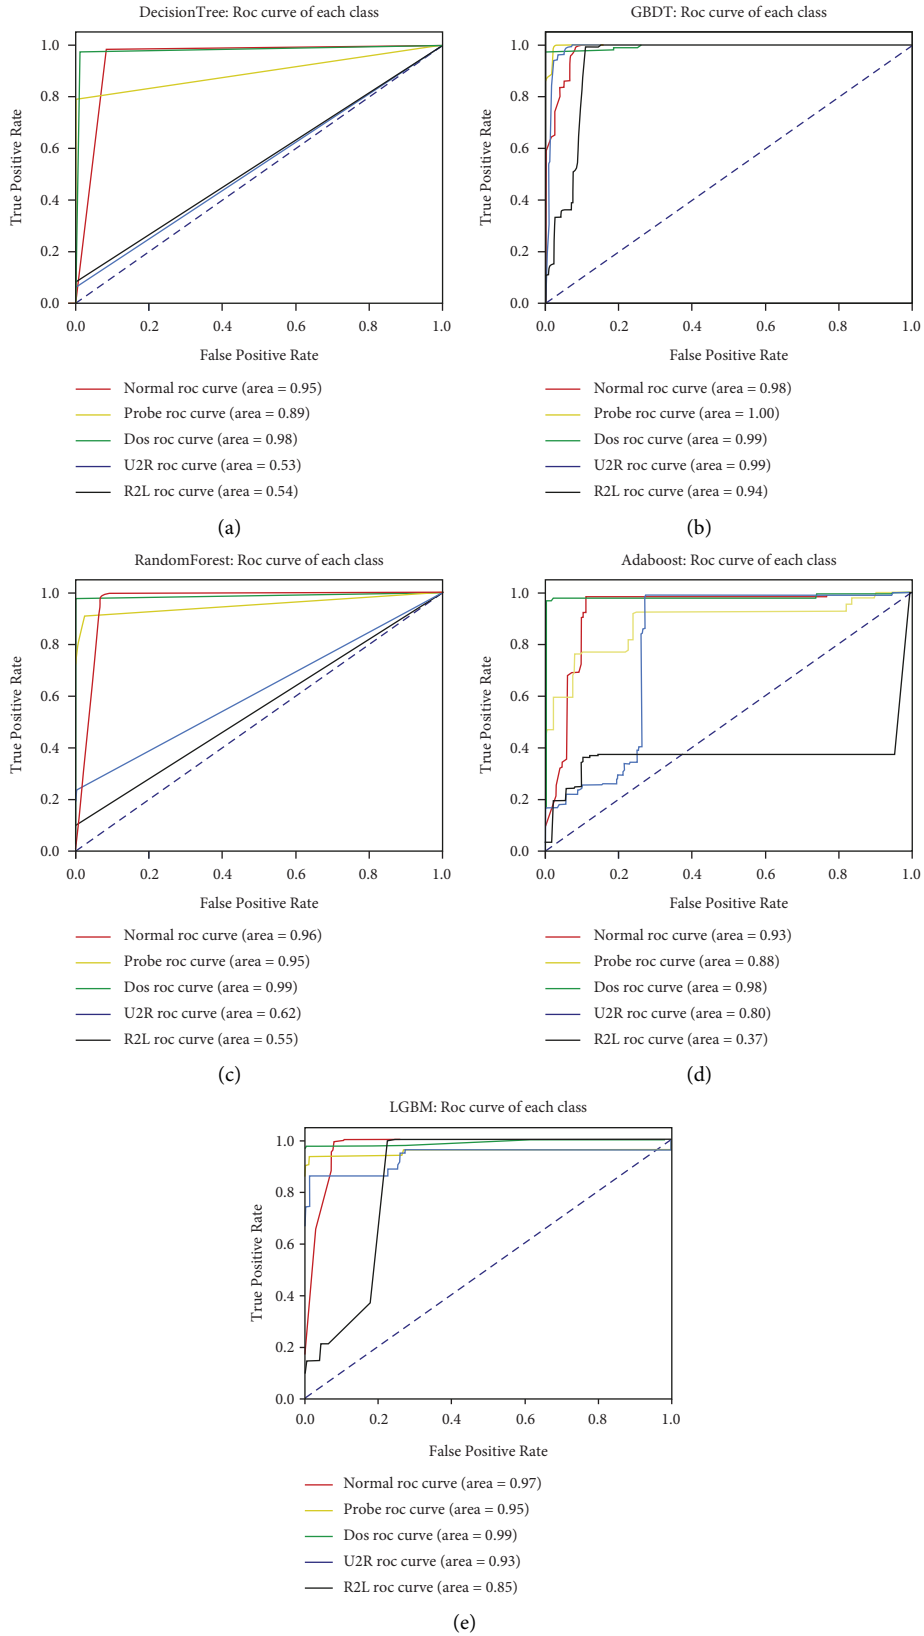 DecisionTree: Roc curve of each class
True Positive Rate
1.0
0.8
0.6
0.4
0.2
0.0
0.0 0.2 0.4 0.6 0.8 1.0
False Positive Rate
Normal roc curve (area = 0.95)
Probe roc curve (area = 0.89)
Dos roc curve (area = 0.98)
U2R roc curve (area = 0.53)
R2L roc curve (area = 0.54)
(a)
GBDT: Roc curve of each class
True Positive Rate
1.0
0.8
0.6
0.4
0.2
0.0
0.0 0.2 0.4 0.6 0.8 1.0
False Positive Rate
Normal roc curve (area = 0.98)
Probe roc curve (area = 1.00)
Dos roc curve (area = 0.99)
U2R roc curve (area = 0.99)
R2L roc curve (area = 0.94)
(b)
RandomForest: Roc curve of each class
True Positive Rate
1.0
0.8
0.6
0.4
0.2
0.0
0.0 0.2 0.4 0.6 0.8 1.0
False Positive Rate
Normal roc curve (area = 0.96)
Probe roc curve (area = 0.95)
Dos roc curve (area = 0.99)
U2R roc curve (area = 0.62)
R2L roc curve (area = 0.55)
(c)
Adaboost: Roc curve of each class
True Positive Rate
1.0
0.8
0.6
0.4
0.2
0.0
0.0 0.2 0.4 0.6 0.8 1.0
False Positive Rate
Normal roc curve (area = 0.93)
Probe roc curve (area = 0.88)
Dos roc curve (area = 0.98)
U2R roc curve (area = 0.80)
R2L roc curve (area = 0.37)
(d)
LGBM: Roc curve of each class
True Positive Rate
1.0
0.8
0.6
0.4
0.2
0.0
0.0 0.2 0.4 0.6 0.8 1.0
False Positive Rate
Normal roc curve (area = 0.97)
Probe roc curve (area = 0.95)
Dos roc curve (area = 0.99)
U2R roc curve (area = 0.93)
R2L roc curve (area = 0.85)
(e)